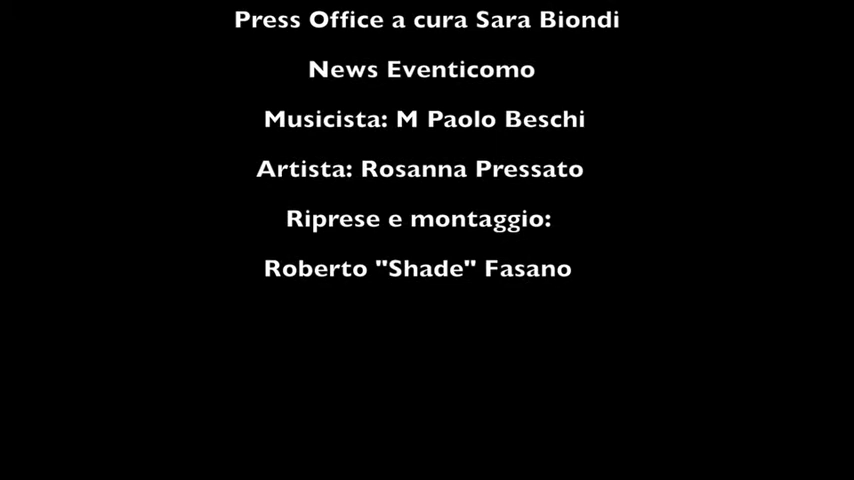 Press Office a cura Sara Biondi
News Eventicomo
Musicista: M Paolo Beschi
Artista: Rosanna Pressato
Riprese e montaggio:
Roberto "Shade" Fasano